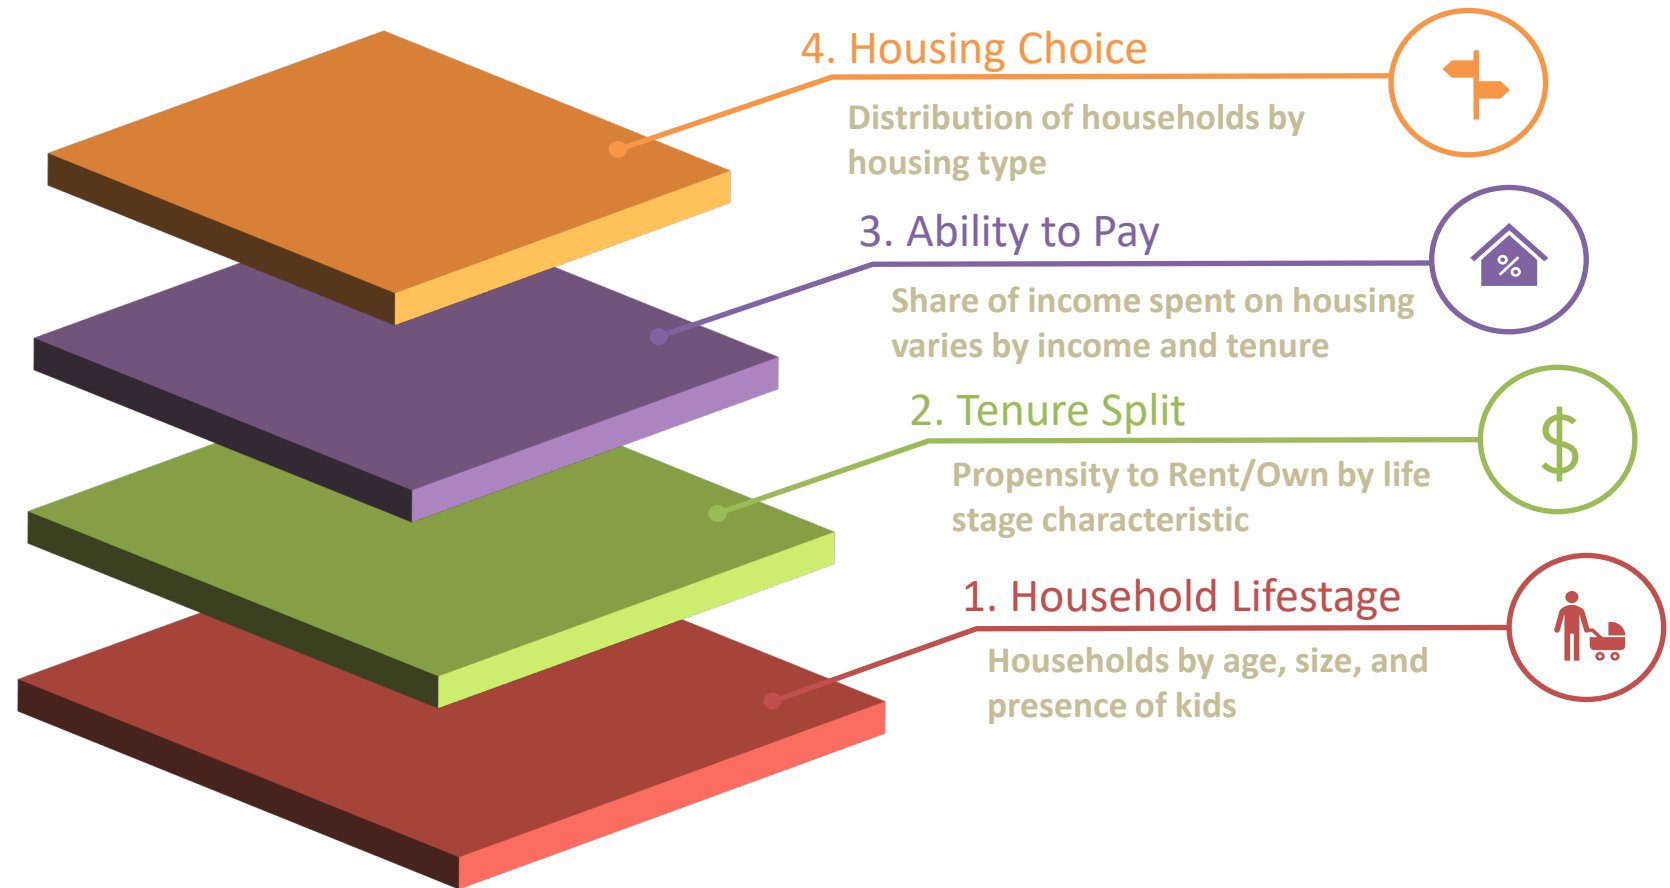 4. Housing Choice
Distribution of households by
housing type
3. Ability to Pay
%
Share of income spent on housing
varies by income and tenure
2. Tenure Split
$
Propensity to Rent/Own by life
stage characteristic
1. Household Lifestage
Households by age, size, and
presence of kids